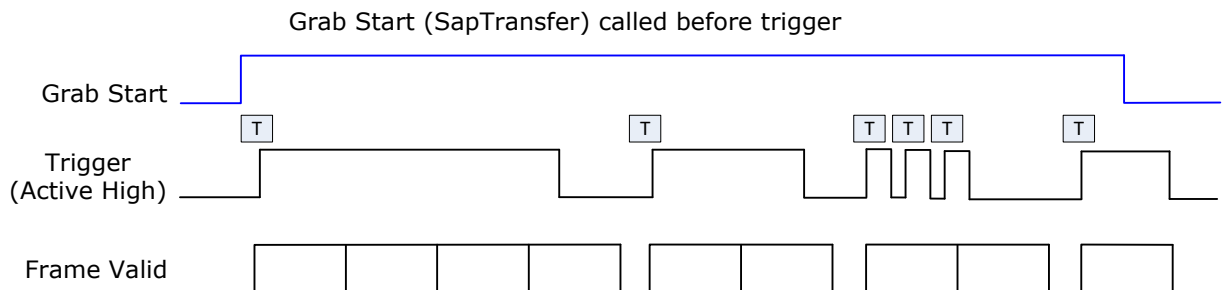 Grab Start (SapTransfer) called before trigger
Grab Start
T T T T T T
Trigger
(Active High)
Frame Valid